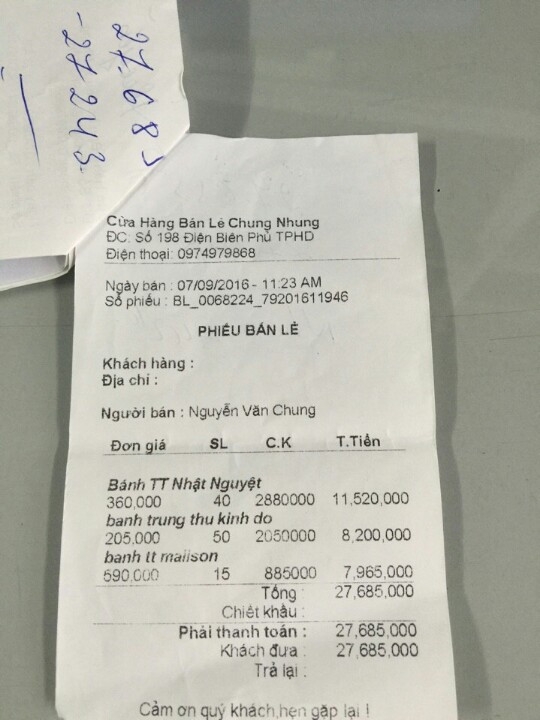 27.685
-27243
Cửa Hàng Bán Lẻ Chung Nhung
ĐC: Số 198 Điện Biên Phủ TPHD
Điện thoại: 0974979868
Ngày bán : 07/09/2016 - 11:23 AM
Số phiếu : BL_0068224_79201611946
PHIẾU BÁN LẺ
Khách hàng :
Địa chỉ :
Người bán : Nguyễn Văn Chung
Đơn giá SL C.K T.Tiền
Bánh TT Nhật Nguyệt
360,000 40 2880000 11,520,000
banh trung thu kinh do
205,000 50 2050000 8,200,000
banh tt maiison
590,000 15 885000 7,965,000
Tổng : 27,685,000
Chiết khấu :
Phải thanh toán : 27,685,000
Khách đưa : 27,685,000
Trả lại :
Cảm ơn quý khách,hẹn gặp lại !